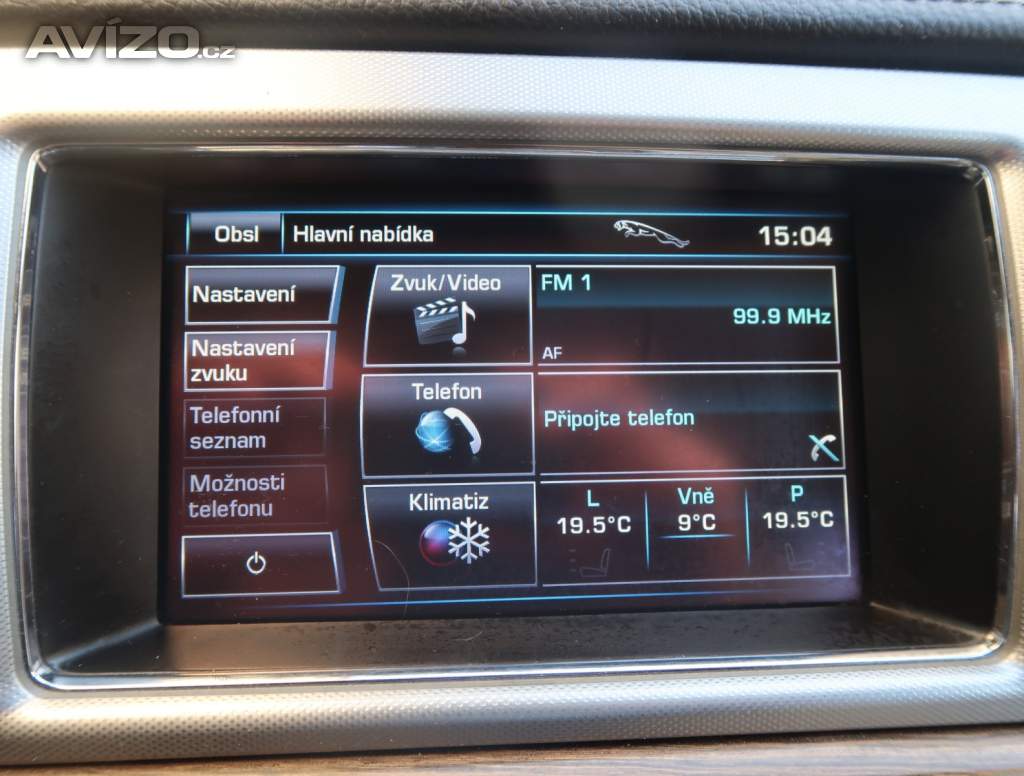 AVÍZO.cz
Obsl
Hlavní nabídka
15:04
Nastavení
Nastavení
zvuku
Telefonní
seznam
Možnosti
telefonu
Zvuk/Video
Telefon
Klimatiz
FM 1
99.9 MHz
AF
Připojte telefon
L
19.5°C
Vně
9°C
P
19.5°C